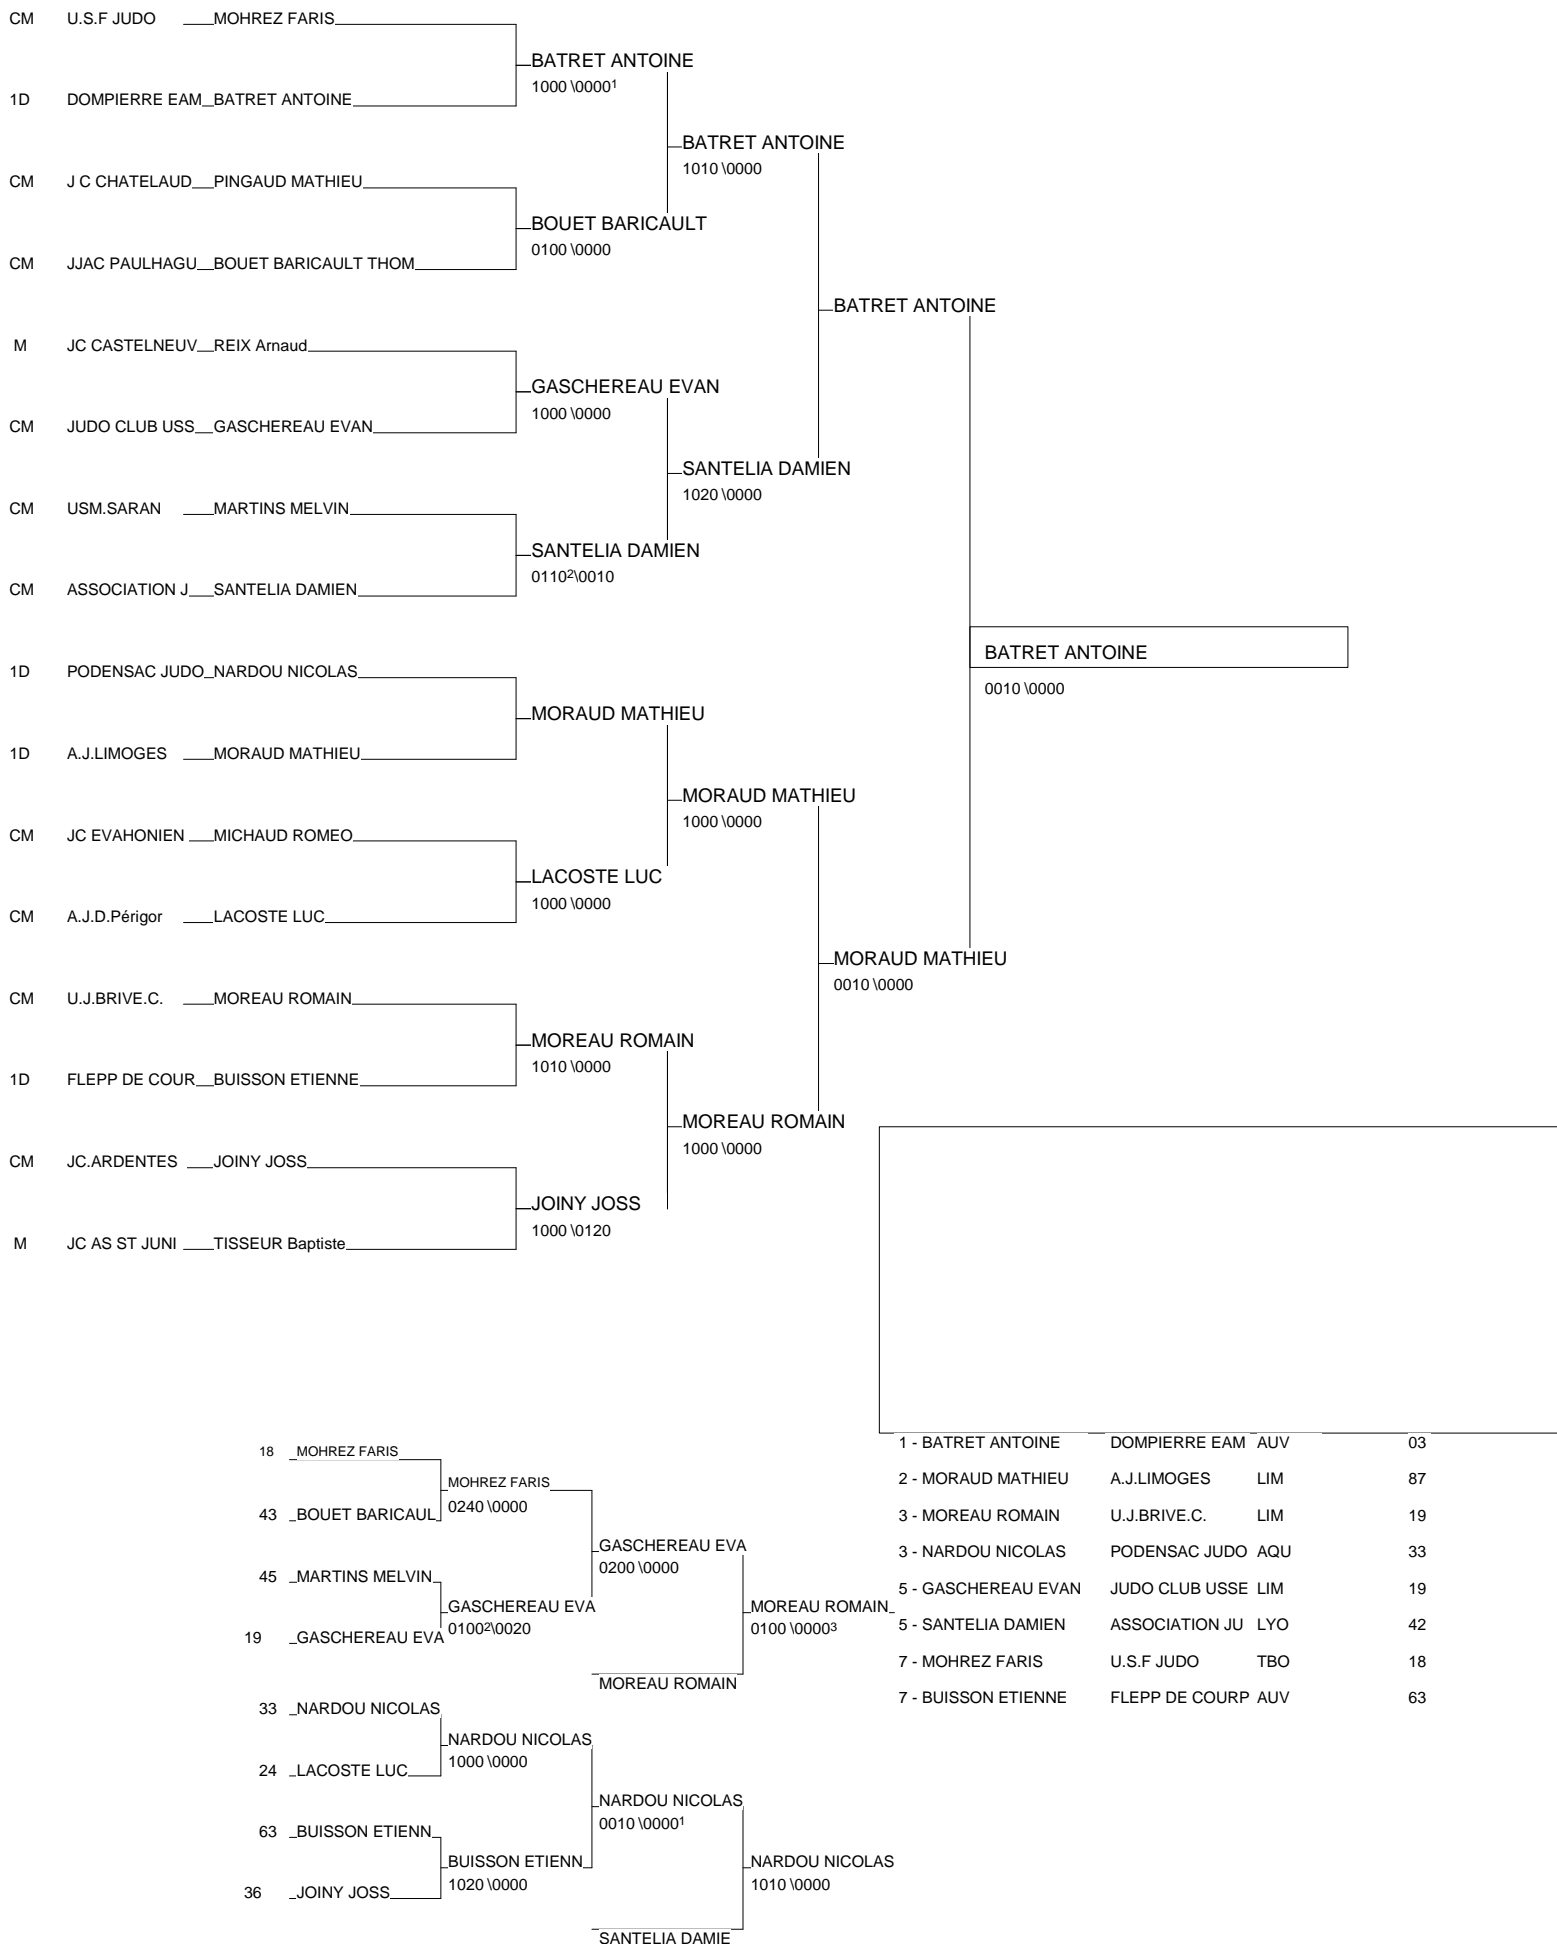 CM U.S.F JUDO MOHREZ FARIS
BATRET ANTOINE
1000 \0000¹
1D DOMPIERRE EAM BATRET ANTOINE
BATRET ANTOINE
1010 \0000
CM J C CHATELAUD PINGAUD MATHIEU
BOUET BARICAULT
0100 \0000
CM JJAC PAULHAGU BOUET BARICAULT THOM
BATRET ANTOINE
M JC CASTELNEUV REIX Arnaud
GASCHEREAU EVAN
1000 \0000
CM JUDO CLUB USS GASCHEREAU EVAN
SANTELIA DAMIEN
1020 \0000
CM USM.SARAN MARTINS MELVIN
SANTELIA DAMIEN
0110²\0010
CM ASSOCIATION J SANTELIA DAMIEN
BATRET ANTOINE
0010 \0000
1D PODENSAC JUDO NARDOU NICOLAS
MORAUD MATHIEU
1D A.J.LIMOGES MORAUD MATHIEU
MORAUD MATHIEU
1000 \0000
CM JC EVAHONIEN MICHAUD ROMEO
LACOSTE LUC
1000 \0000
CM A.J.D.Périgor LACOSTE LUC
MORAUD MATHIEU
0010 \0000
CM U.J.BRIVE.C. MOREAU ROMAIN
MOREAU ROMAIN
1010 \0000
1D FLEPP DE COUR BUISSON ETIENNE
MOREAU ROMAIN
1000 \0000
CM JC.ARDENTES JOINY JOSS
JOINY JOSS
1000 \0120
M JC AS ST JUNI TISSEUR Baptiste
18 MOHREZ FARIS
MOHREZ FARIS
0240 \0000
43 BOUET BARICAUL
GASCHEREAU EVA
0200 \0000
45 MARTINS MELVIN
GASCHEREAU EVA
0100²\0020
19 GASCHEREAU EVA
MOREAU ROMAIN
0100 \0000³
MOREAU ROMAIN
33 NARDOU NICOLAS
NARDOU NICOLAS
1000 \0000
24 LACOSTE LUC
NARDOU NICOLAS
0010 \0000¹
63 BUISSON ETIENN
BUISSON ETIENN
1020 \0000
36 JOINY JOSS
NARDOU NICOLAS
1010 \0000
SANTELIA DAMIE
1 - BATRET ANTOINE DOMPIERRE EAM AUV 03
2 - MORAUD MATHIEU A.J.LIMOGES LIM 87
3 - MOREAU ROMAIN U.J.BRIVE.C. LIM 19
3 - NARDOU NICOLAS PODENSAC JUDO AQU 33
5 - GASCHEREAU EVAN JUDO CLUB USSE LIM 19
5 - SANTELIA DAMIEN ASSOCIATION JU LYO 42
7 - MOHREZ FARIS U.S.F JUDO TBO 18
7 - BUISSON ETIENNE FLEPP DE COURP AUV 63